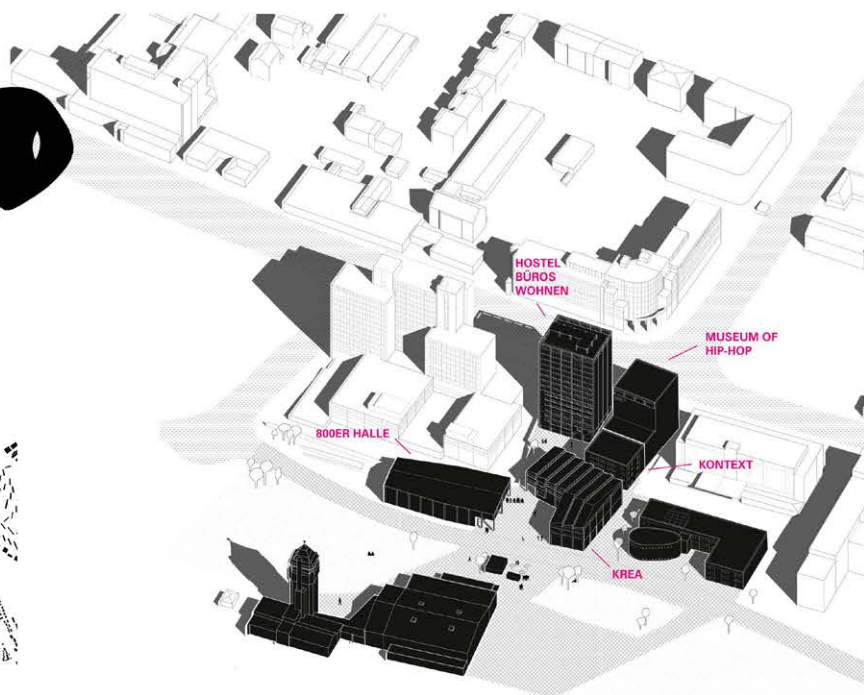 HOSTEL
BÜROS
WOHNEN
MUSEUM OF
HIP-HOP
800ER HALLE
KONTEXT
KREA